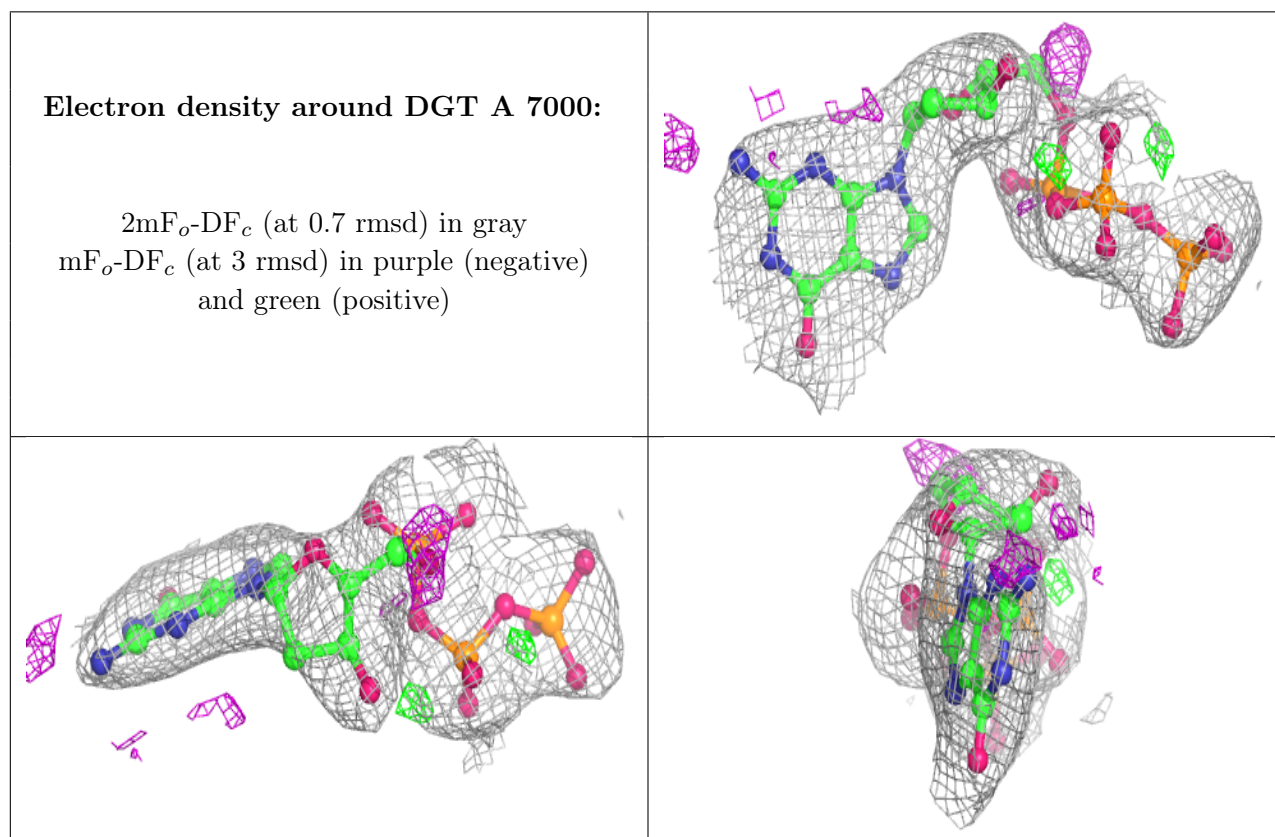 Electron density around DGT A 7000:
2mFo-DFc (at 0.7 rmsd) in gray
mFo-DFc (at 3 rmsd) in purple (negative)
and green (positive)